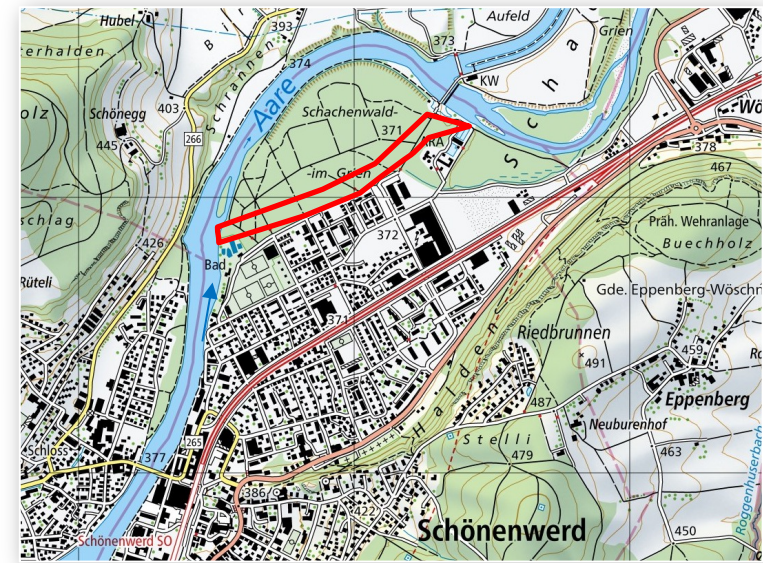 Hubel
393
Aufeld
373
Grien
374
erhalden
B i r
Schrannen
KW
S c h a
olz
Schönegg
403
Aare
Schachenwald-
371
Wö
445
266
ARA
378
-im-Grien
467
schlag
372
Präh. Wehranlage
Buechholz
426
Bad
Rüteli
Gde. Eppenberg-Wöschn
371
Riedbrunnen
491
459
Halden
Eppenberg
487
Neuburenhof
265
Stelli
Schloss
479
463
377
386
422
Roggenhuserbach
Schönenwerd
450
Schönenwerd SO